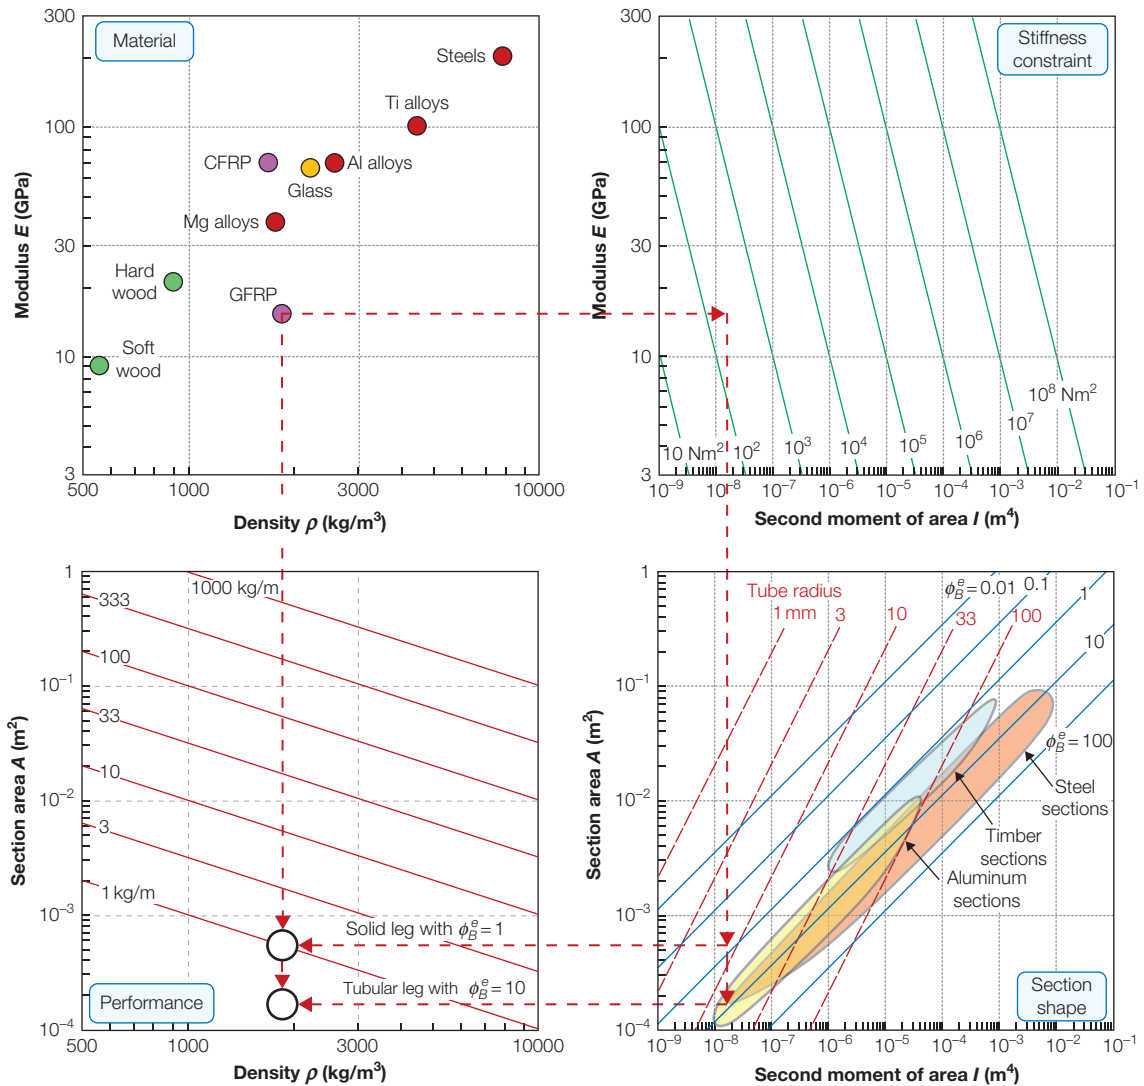 300
100
30
10
3
Modulus E (GPa)
Material
Steels
Ti alloys
CFRP
Al alloys
Glass
Mg alloys
Hard
wood
GFRP
Soft
wood
500
1000
3000
10000
Density ρ (kg/m³)
300
100
30
10
3
Modulus E (GPa)
Stiffness
constraint
10 Nm²
10²
10³
10⁴
10⁵
10⁶
10⁷
10⁸ Nm²
10⁻⁹
10⁻⁸
10⁻⁷
10⁻⁶
10⁻⁵
10⁻⁴
10⁻³
10⁻²
10⁻¹
Second moment of area I (m⁴)
1
10⁻¹
10⁻²
10⁻³
10⁻⁴
Section area A (m²)
1000 kg/m
333
100
33
10
3
1 kg/m
Solid leg with ϕ_B^e = 1
Tubular leg with ϕ_B^e = 10
Performance
500
1000
3000
10000
Density ρ (kg/m³)
1
10⁻¹
10⁻²
10⁻³
10⁻⁴
Section area A (m²)
Tube radius
1 mm
3
10
33
100
ϕ_B^e = 0.01
0.1
1
10
ϕ_B^e = 100
Steel
sections
Timber
sections
Aluminum
sections
Section
shape
10⁻⁹
10⁻⁸
10⁻⁷
10⁻⁶
10⁻⁵
10⁻⁴
10⁻³
10⁻²
10⁻¹
Second moment of area I (m⁴)